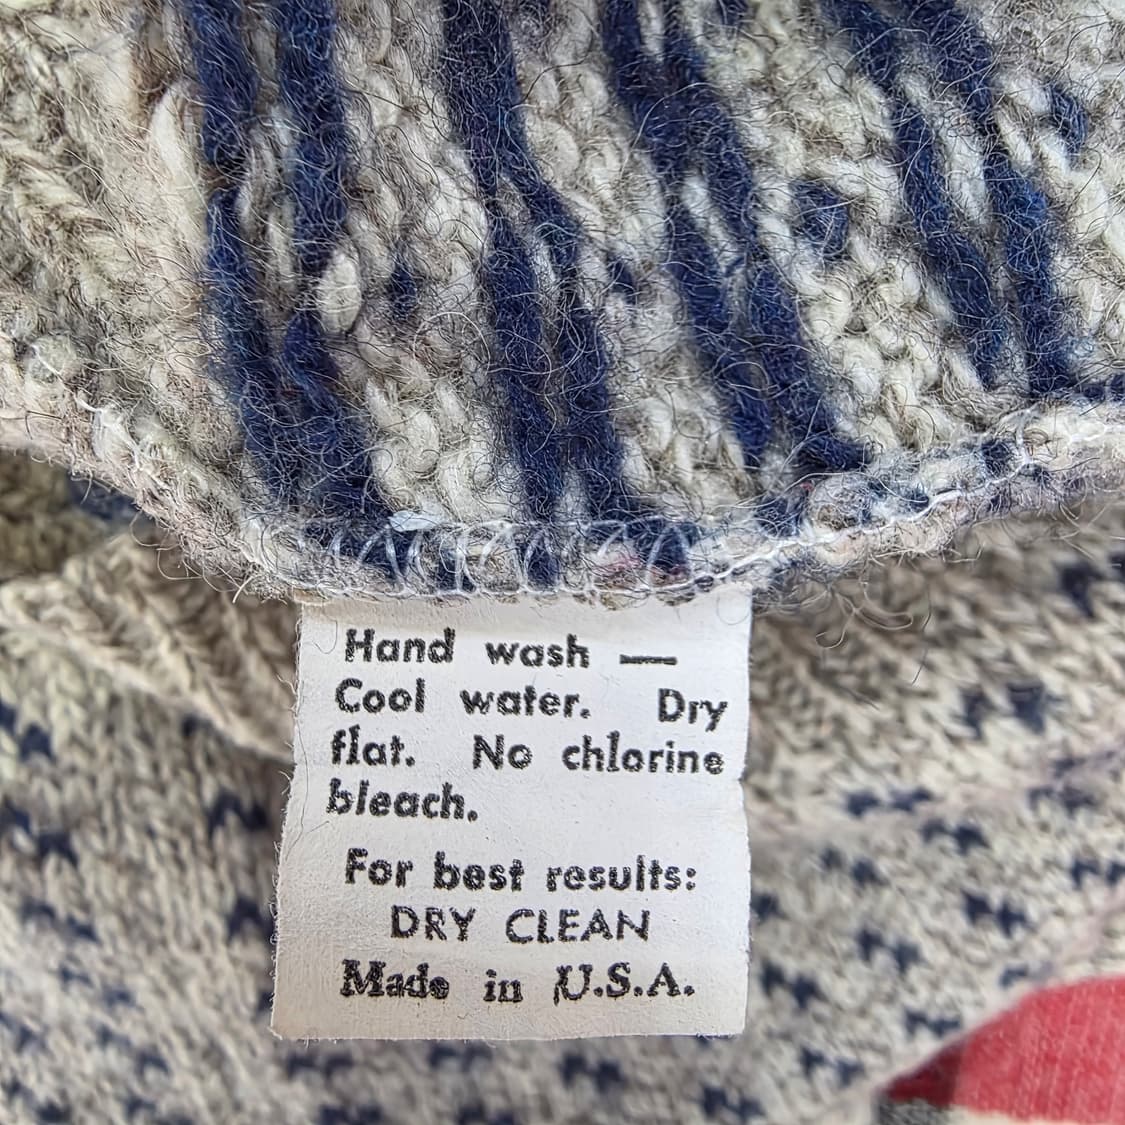 Hand wash —
Cool water. Dry
flat. No chlorine
bleach.
For best results:
DRY CLEAN
Made in U.S.A.